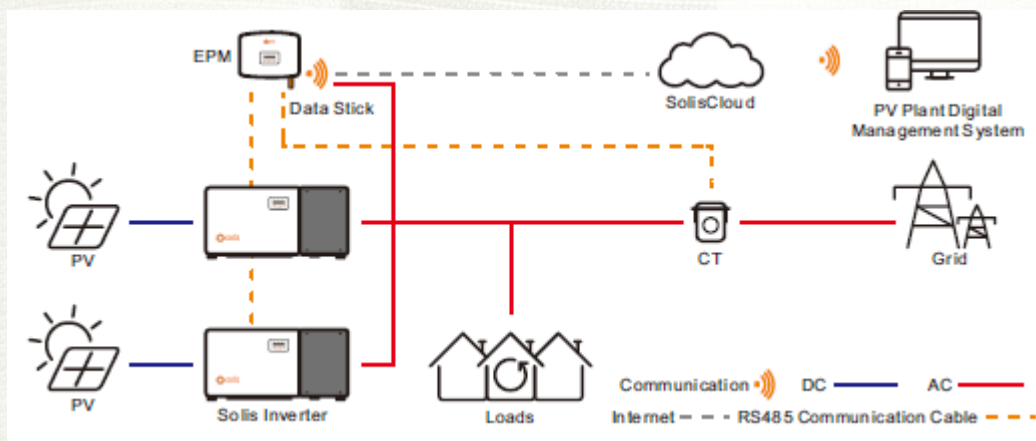 EPM
Data Stick
SolisCloud
PV Plant Digital
Management System
PV
CT
Grid
PV
Solis Inverter
Loads
Communication
DC
AC
Internet
RS485 Communication Cable